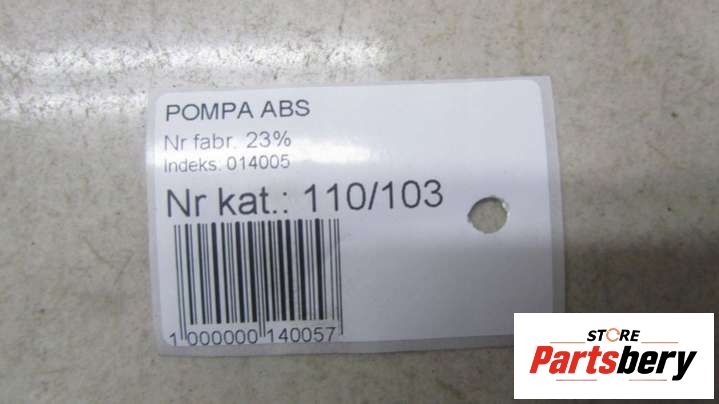 POMPA ABS
Nr fabr. 23%
Indeks. 014005
Nr kat.: 110/103
1 000000 140057
STORE
Partsbery